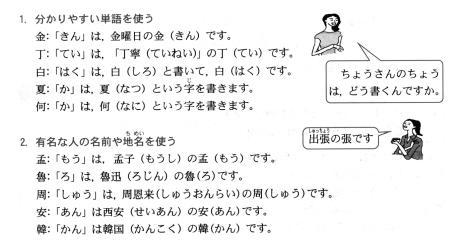 1. 分かりやすい単語を使う
金:「きん」は,金曜日の金(きん)です。
丁:「てい」は,「丁寧(ていねい)」の丁(てい)です。
白:「はく」は,白(しろ)と書いて,白(はく)です。
夏:「か」は,夏(なつ)という字を書きます。
じ
何:「か」は,何(なに)という字を書きます。
ちょうさんのちょう
は,どう書くんですか。
しゅっちょう
出張の張です
ち めい
2. 有名な人の名前や地名を使う
孟:「もう」は,孟子(もうし)の孟(もう)です。
魯:「ろ」は,魯迅(ろじん)の魯(ろ)です。
周:「しゅう」は,周恩来(しゅうおんらい)の周(しゅう)です。
安:「あん」は西安(せいあん)の安(あん)です。
韓:「かん」は韓国(かんこく)の韓(かん)です。